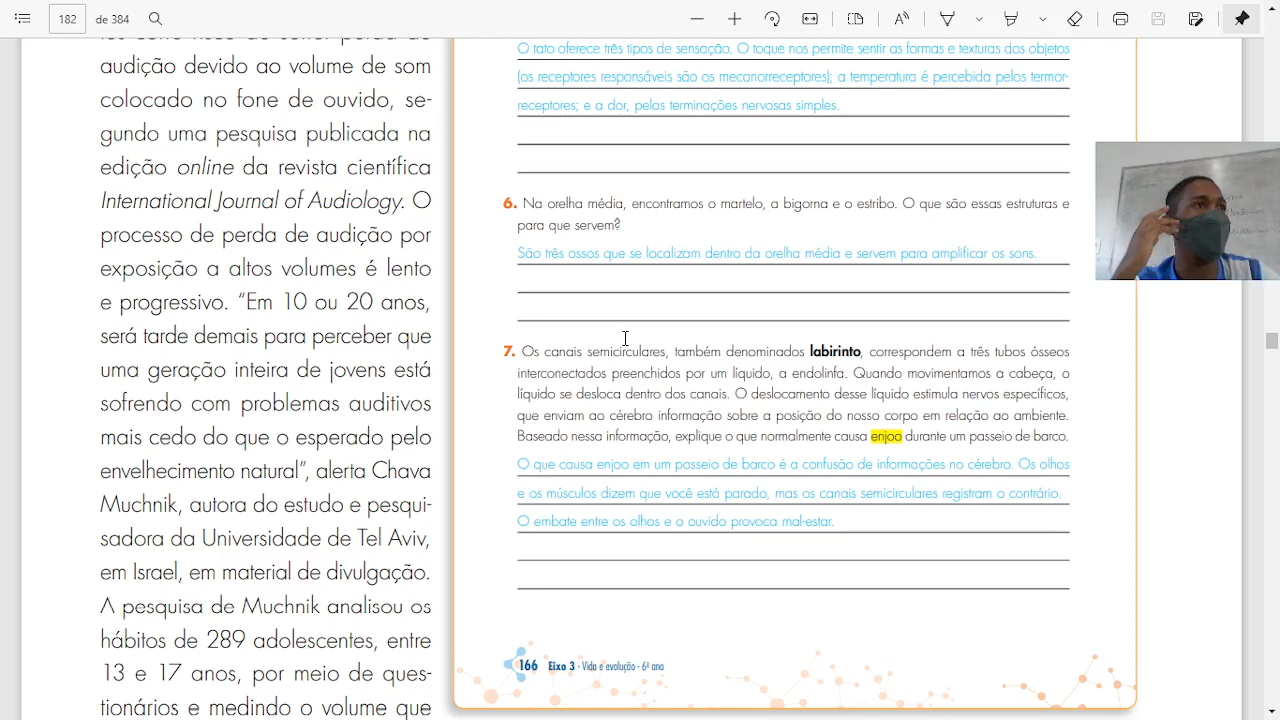 182 de 384
audição devido ao volume de som
colocado no fone de ouvido, se-
gundo uma pesquisa publicada na
edição online da revista científica
International Journal of Audiology. O
processo de perda de audição por
exposição a altos volumes é lento
e progressivo. “Em 10 ou 20 anos,
será tarde demais para perceber que
uma geração inteira de jovens está
sofrendo com problemas auditivos
mais cedo do que o esperado pelo
envelhecimento natural”, alerta Chava
Muchnik, autora do estudo e pesqui-
sadora da Universidade de Tel Aviv,
em Israel, em material de divulgação.
A pesquisa de Muchnik analisou os
hábitos de 289 adolescentes, entre
13 e 17 anos, por meio de ques-
tionários e medindo o volume que
O tato oferece três tipos de sensação. O toque nos permite sentir as formas e texturas dos objetos
(os receptores responsáveis são os mecanorreceptores); a temperatura é percebida pelos termor-
receptores; e a dor, pelas terminações nervosas simples.
6. Na orelha média, encontramos o martelo, a bigorna e o estribo. O que são essas estruturas e
para que servem?
São três ossos que se localizam dentro da orelha média e servem para amplificar os sons.
7. Os canais semicirculares, também denominados labirinto, correspondem a três tubos ósseos
interconectados preenchidos por um líquido, a endolinfa. Quando movimentamos a cabeça, o
líquido se desloca dentro dos canais. O deslocamento desse líquido estimula nervos específicos,
que enviam ao cérebro informação sobre a posição do nosso corpo em relação ao ambiente.
Baseado nessa informação, explique o que normalmente causa enjoo durante um passeio de barco.
O que causa enjoo em um passeio de barco é a confusão de informações no cérebro. Os olhos
e os músculos dizem que você está parado, mas os canais semicirculares registram o contrário.
O embate entre os olhos e o ouvido provoca mal-estar.
166 Eixo 3 - Vida e evolução - 6º ano